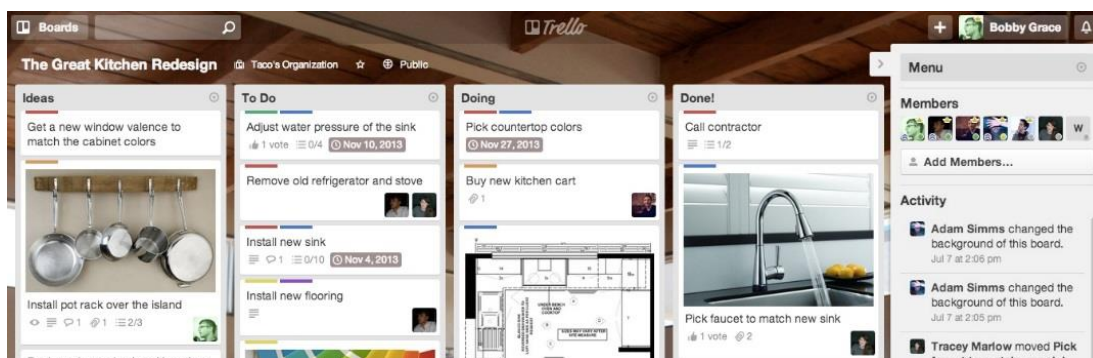 Boards
Trello
Bobby Grace
The Great Kitchen Redesign
Taco's Organization
Public
Ideas
Get a new window valence to
match the cabinet colors
Install pot rack over the island
1
1
2/3
To Do
Adjust water pressure of the sink
1 vote 0/4 Nov 10, 2013
Remove old refrigerator and stove
Install new sink
1 0/10 Nov 4, 2013
Install new flooring
Doing
Pick countertop colors
Nov 27, 2013
Buy new kitchen cart
1
Done!
Call contractor
1/2
Pick faucet to match new sink
1 vote 2
Menu
Members
W
Add Members...
Activity
Adam Simms changed the
background of this board.
Jul 7 at 2:06 pm
Adam Simms changed the
background of this board.
Jul 7 at 2:05 pm
Tracey Marlow moved Pick